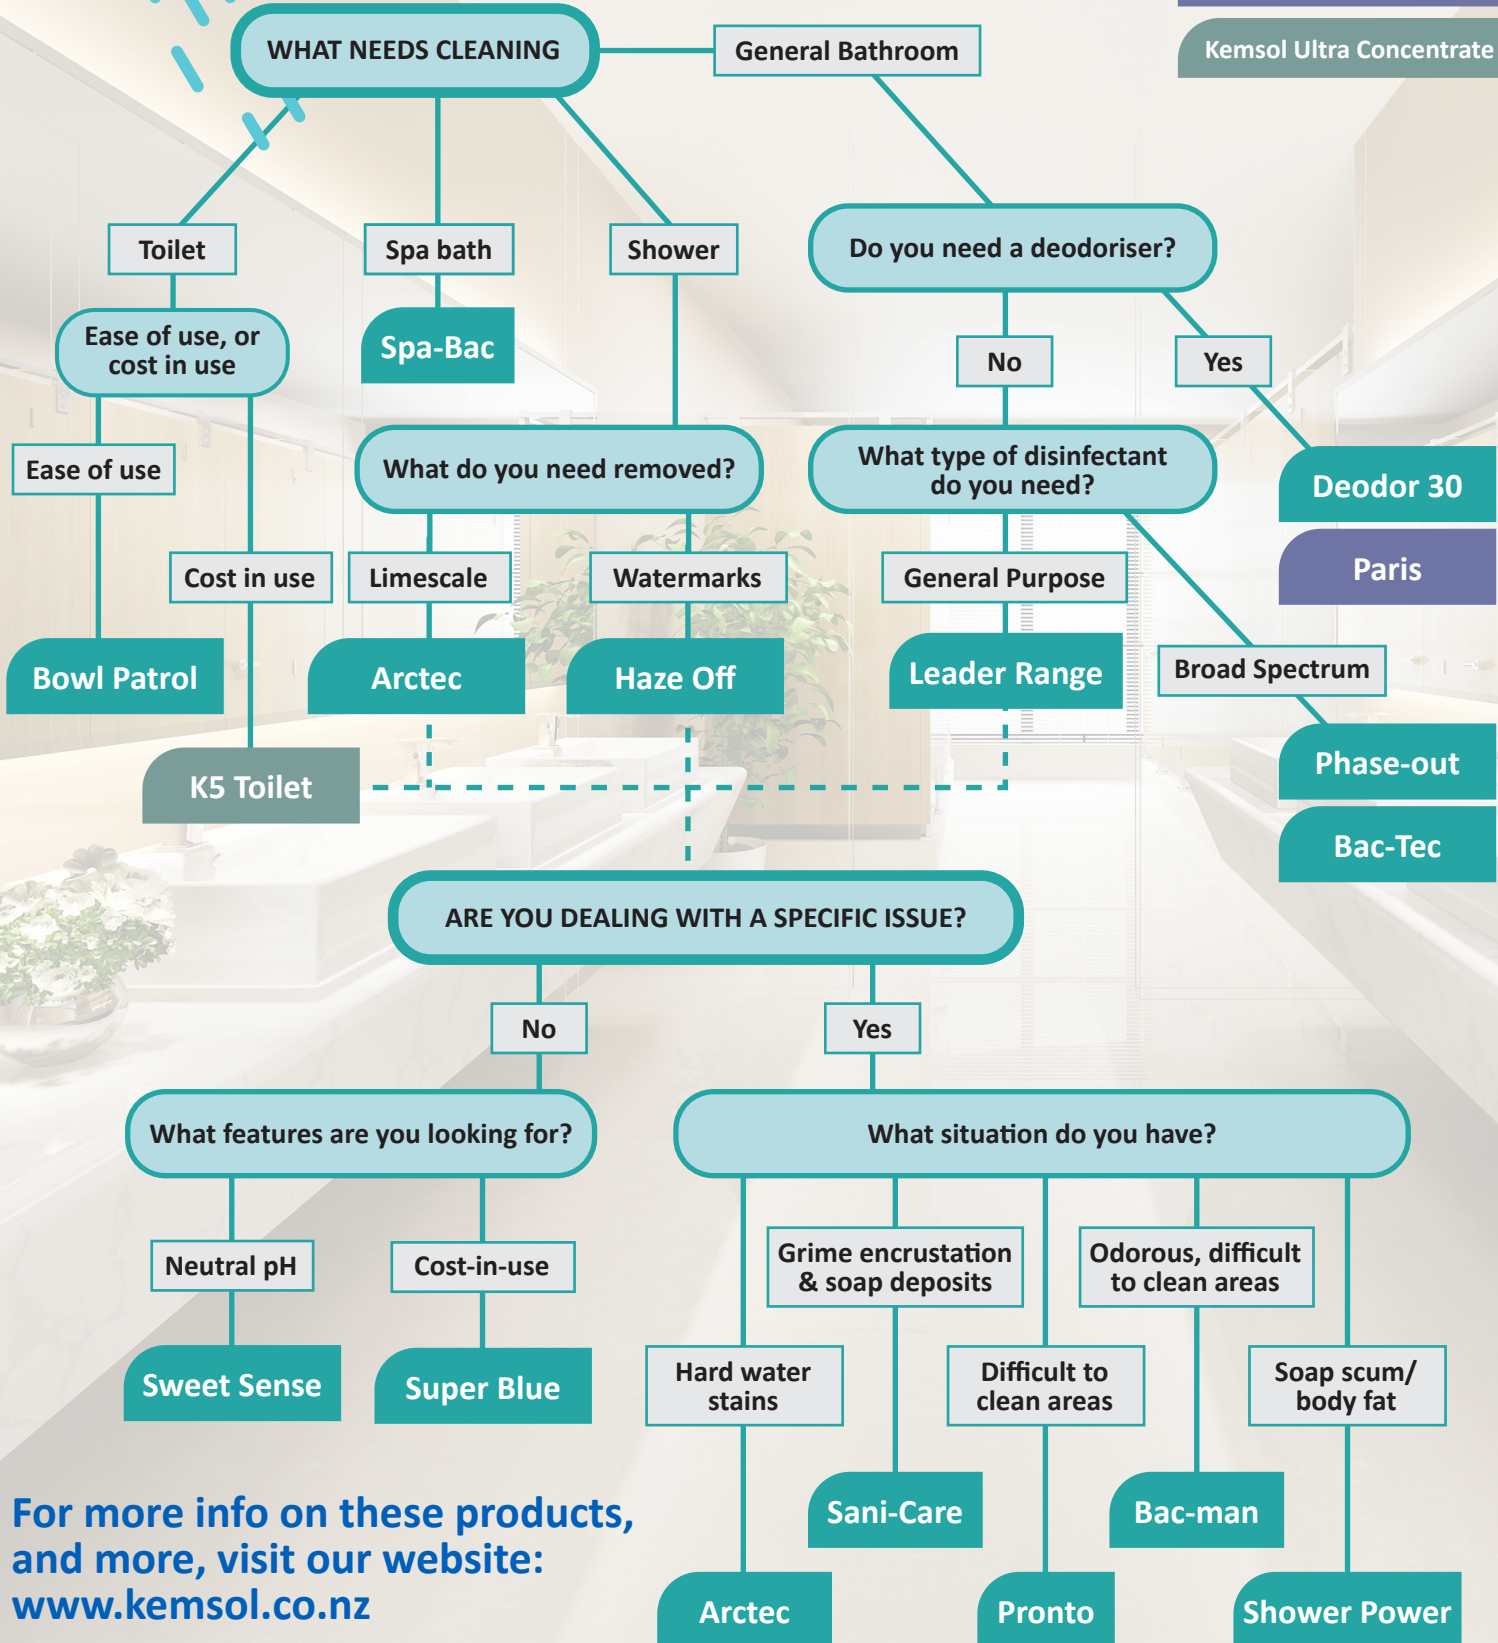 WHAT NEEDS CLEANING
General Bathroom
Kemsol Ultra Concentrate
Toilet
Spa bath
Shower
Do you need a deodoriser?
Ease of use, or
cost in use
Spa-Bac
No
Yes
Ease of use
What do you need removed?
What type of disinfectant
do you need?
Deodor 30
Cost in use
Limescale
Watermarks
General Purpose
Paris
Bowl Patrol
Arctec
Haze Off
Leader Range
Broad Spectrum
K5 Toilet
Phase-out
Bac-Tec
ARE YOU DEALING WITH A SPECIFIC ISSUE?
No
Yes
What features are you looking for?
What situation do you have?
Neutral pH
Cost-in-use
Grime encrustation
& soap deposits
Odorous, difficult
to clean areas
Sweet Sense
Super Blue
Hard water
stains
Difficult to
clean areas
Soap scum/
body fat
Sani-Care
Bac-man
Arctec
Pronto
Shower Power
For more info on these products,
and more, visit our website:
www.kemsol.co.nz